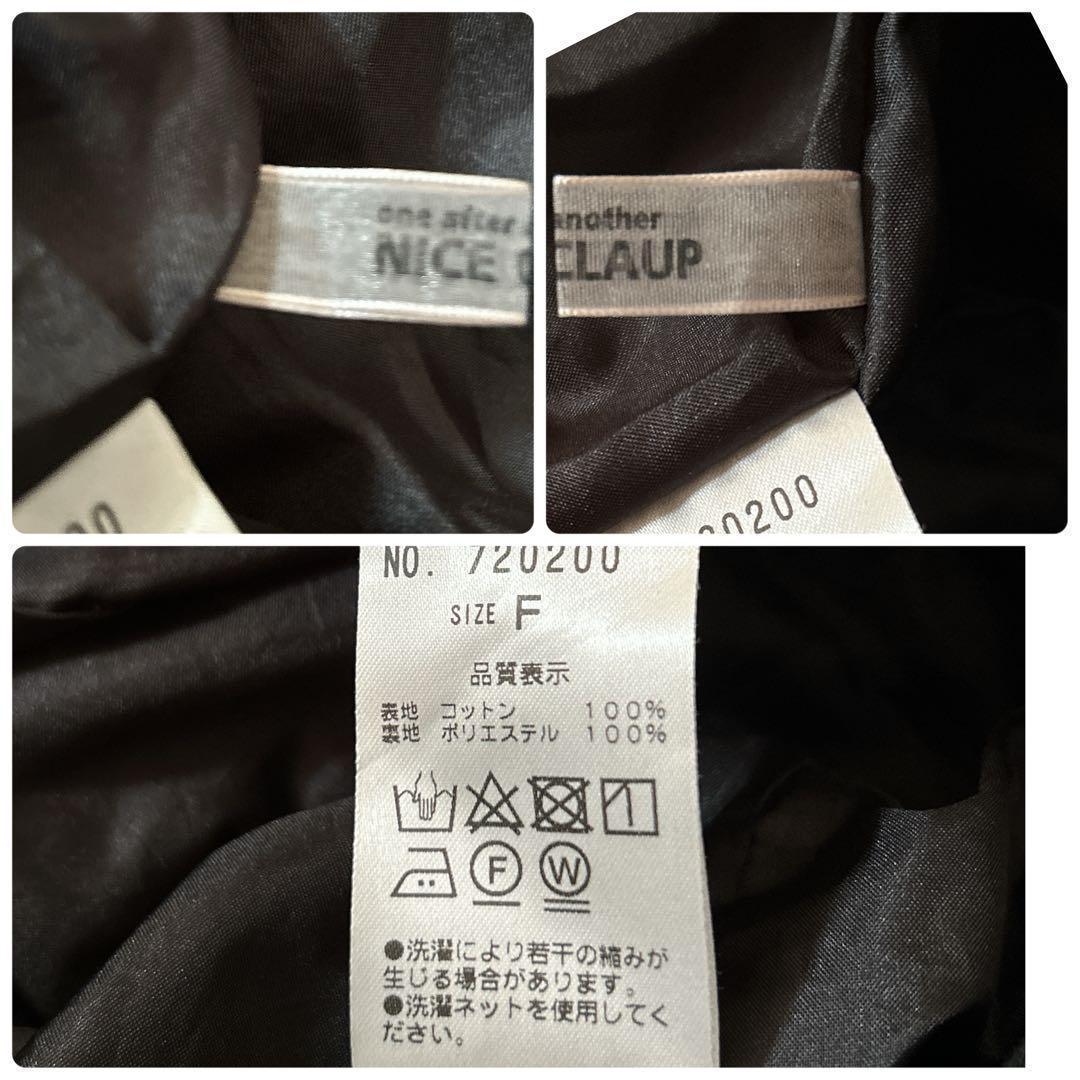 one after
NICE C
another
CLAUP
00
20200
NO. 720200
SIZE F
品質表示
表地 コットン 100%
裏地 ポリエステル 100%
F W
●洗濯により若干の縮みが
生じる場合があります。
●洗濯ネットを使用してく
ださい。